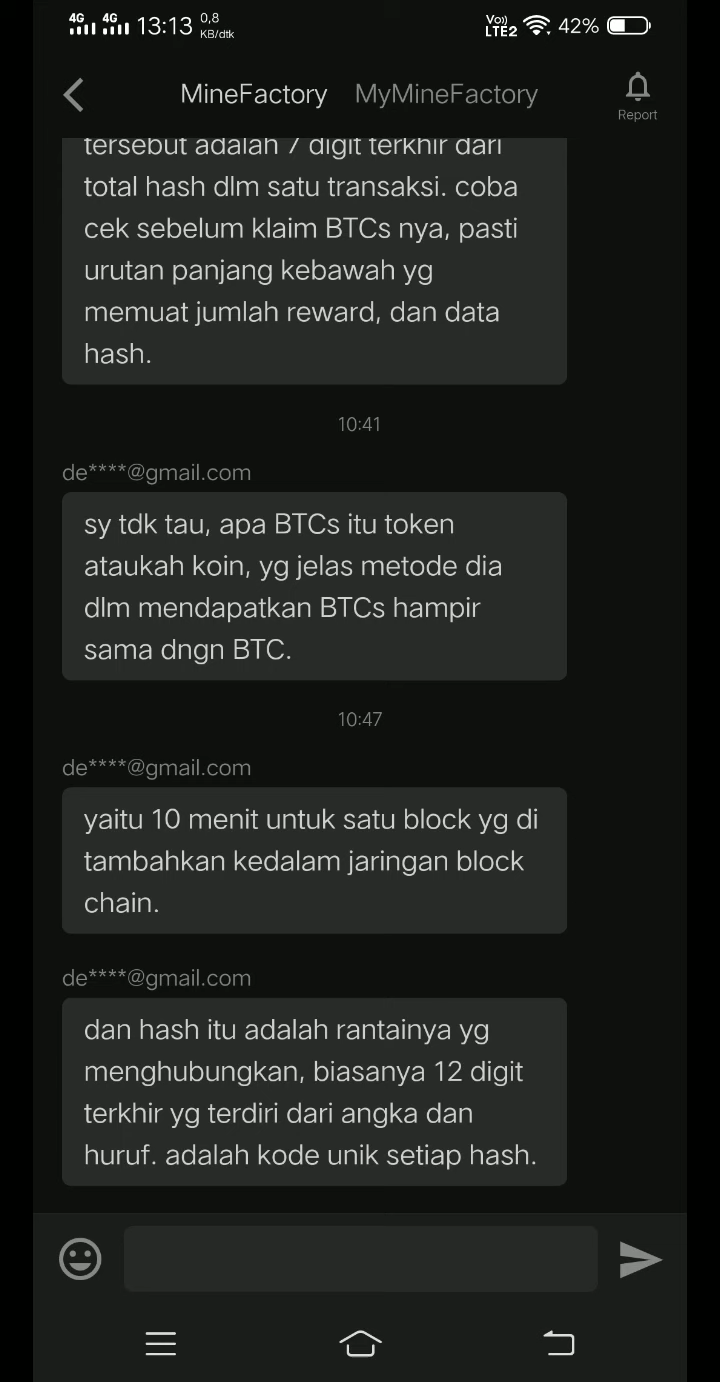 4G 4G 13:13 0,8 KB/dtk Vo)) LTE2 42%
MineFactory MyMineFactory
Report
tersebut adalah 7 digit terkhir dari
total hash dlm satu transaksi. coba
cek sebelum klaim BTCs nya, pasti
urutan panjang kebawah yg
memuat jumlah reward, dan data
hash.
10:41
de****@gmail.com
sy tdk tau, apa BTCs itu token
ataukah koin, yg jelas metode dia
dlm mendapatkan BTCs hampir
sama dngn BTC.
10:47
de****@gmail.com
yaitu 10 menit untuk satu block yg di
tambahkan kedalam jaringan block
chain.
de****@gmail.com
dan hash itu adalah rantainya yg
menghubungkan, biasanya 12 digit
terkhir yg terdiri dari angka dan
huruf. adalah kode unik setiap hash.